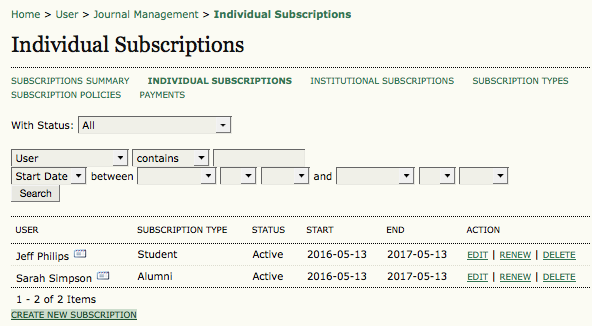 Home > User > Journal Management > Individual Subscriptions
Individual Subscriptions
SUBSCRIPTIONS SUMMARY INDIVIDUAL SUBSCRIPTIONS INSTITUTIONAL SUBSCRIPTIONS SUBSCRIPTION TYPES
SUBSCRIPTION POLICIES PAYMENTS
With Status: All
User contains
Start Date between and
Search
USER SUBSCRIPTION TYPE STATUS START END ACTION
Jeff Philips Student Active 2016-05-13 2017-05-13 EDIT | RENEW | DELETE
Sarah Simpson Alumni Active 2016-05-13 2017-05-13 EDIT | RENEW | DELETE
1 - 2 of 2 Items
CREATE NEW SUBSCRIPTION